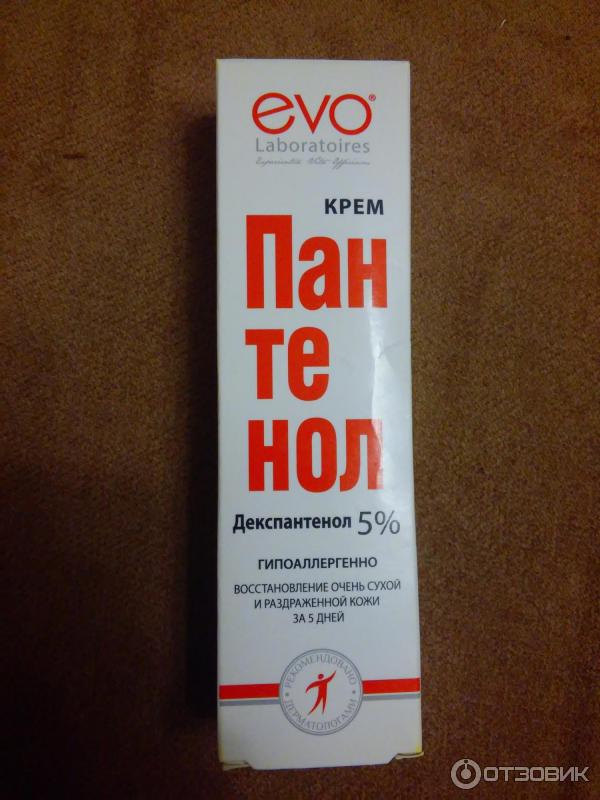 evo®
Laboratoires
КРЕМ
Пан
те
нол
Декспантенол 5%
ГИПОАЛЛЕРГЕННО
ВОССТАНОВЛЕНИЕ ОЧЕНЬ СУХОЙ
И РАЗДРАЖЕННОЙ КОЖИ
ЗА 5 ДНЕЙ
РЕКОМЕНДОВАНО
ДЕРМАТОЛОГАМИ
ОТЗОВИК